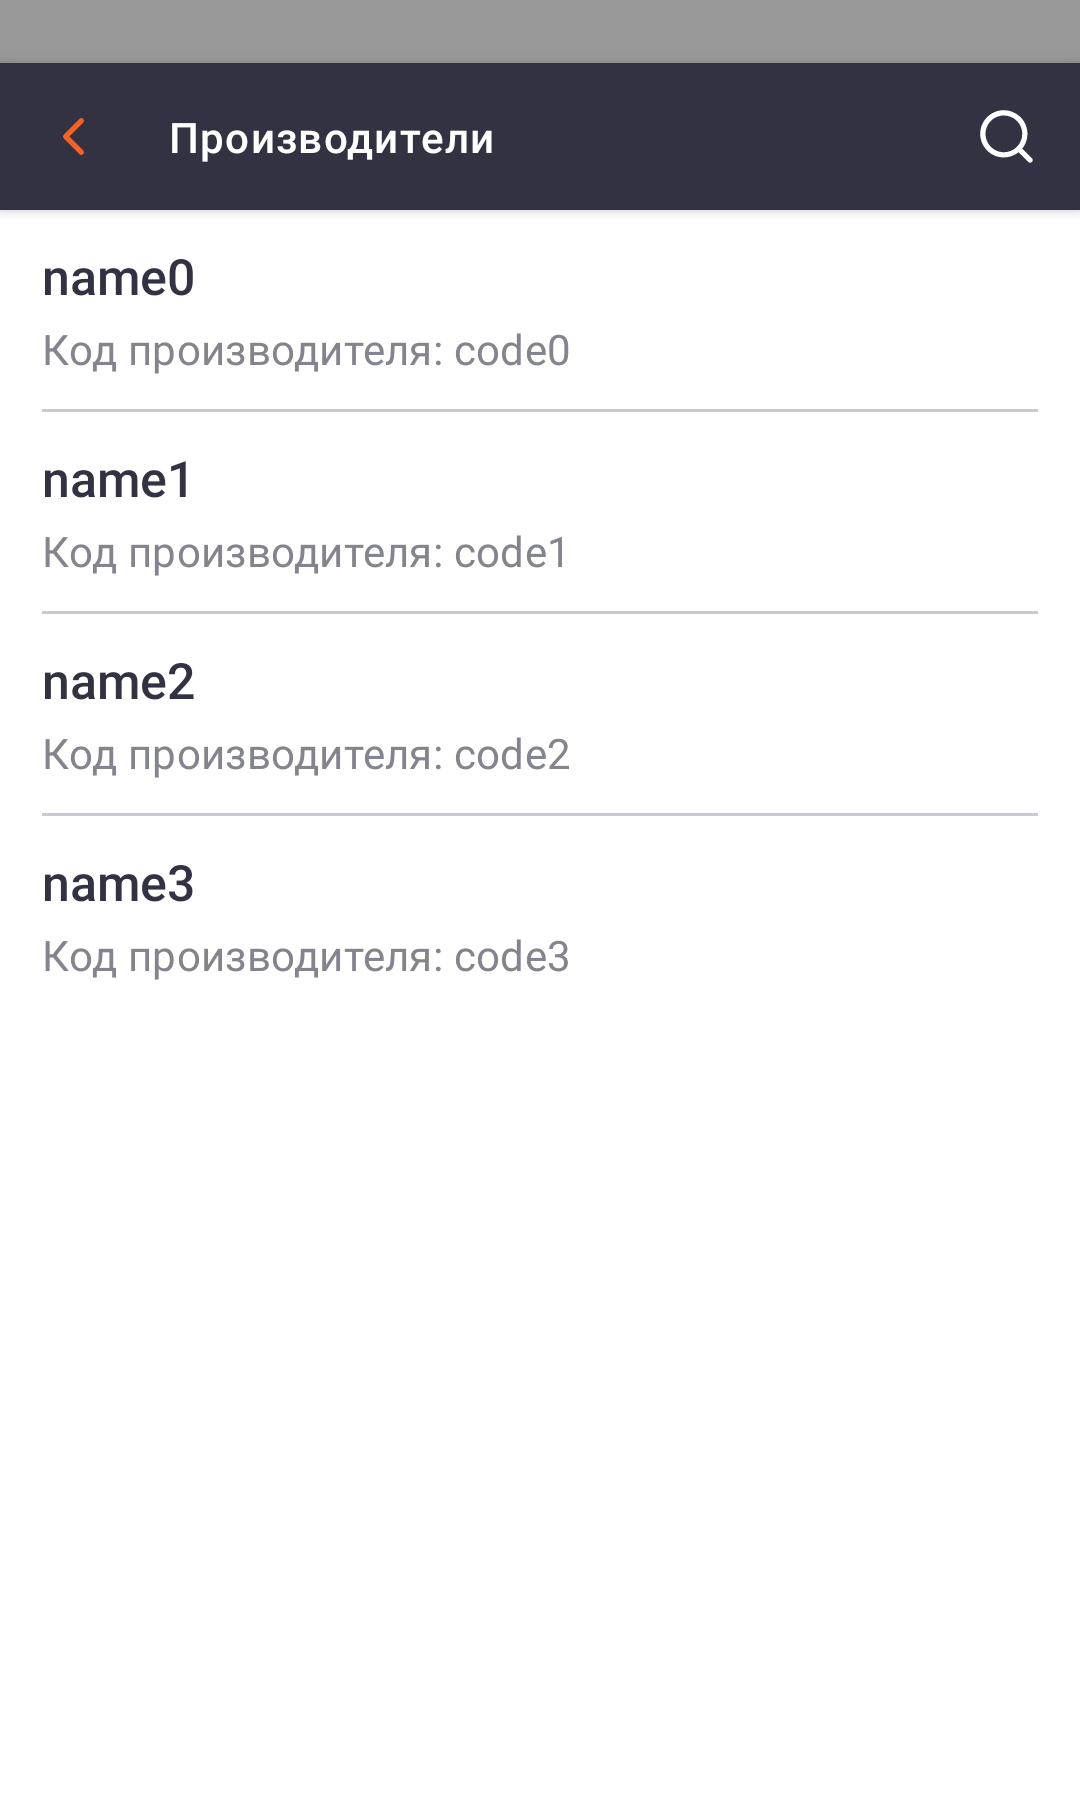 Производители
name0
Код производителя: code0
name1
Код производителя: code1
name2
Код производителя: code2
name3
Код производителя: code3